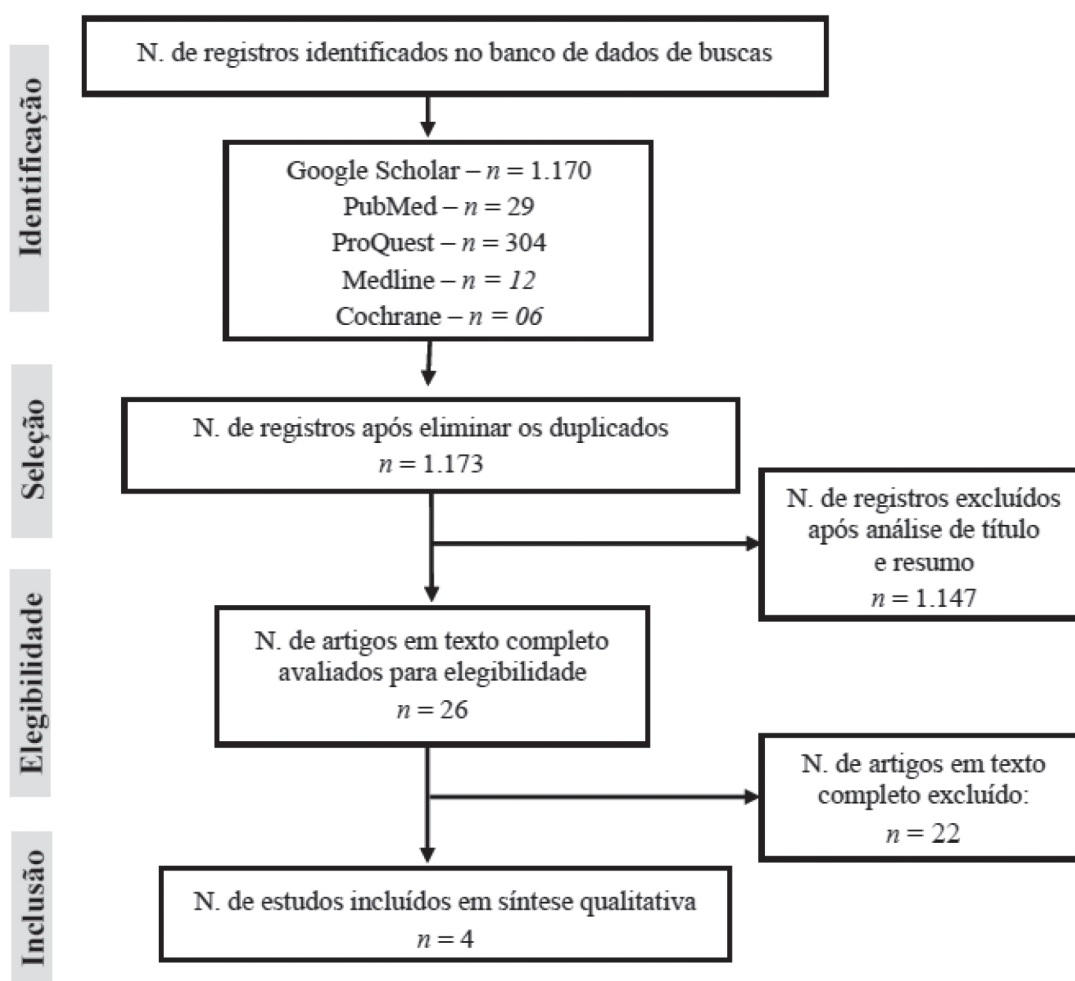 Identificação
N. de registros identificados no banco de dados de buscas
Google Scholar – n = 1.170
PubMed – n = 29
ProQuest – n = 304
Medline – n = 12
Cochrane – n = 06
Seleção
N. de registros após eliminar os duplicados
n = 1.173
N. de registros excluídos
após análise de título
e resumo
n = 1.147
Elegibilidade
N. de artigos em texto completo
avaliados para elegibilidade
n = 26
N. de artigos em texto
completo excluído:
n = 22
Inclusão
N. de estudos incluídos em síntese qualitativa
n = 4